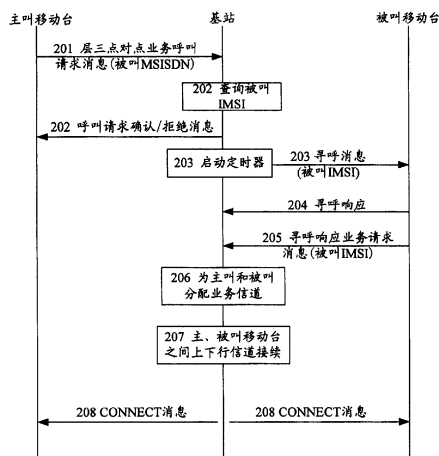 主叫移动台
基站
被叫移动台
201 层三点对点业务呼叫
请求消息(被叫MSISDN)
202 查询被叫
IMSI
202 呼叫请求确认/拒绝消息
203 启动定时器
203 寻呼消息
(被叫IMSI)
204 寻呼响应
205 寻呼响应业务请求
消息(被叫IMSI)
206 为主叫和被叫
分配业务信道
207 主、被叫移动台
之间上下行信道接续
208 CONNECT消息
208 CONNECT消息